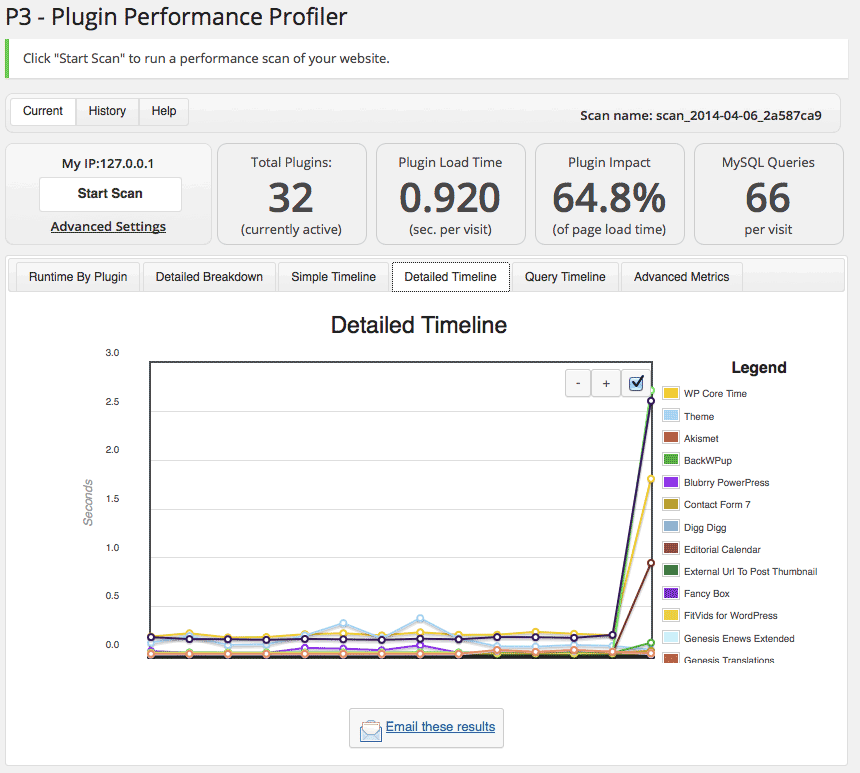 P3 - Plugin Performance Profiler
Click "Start Scan" to run a performance scan of your website.
Current History Help
Scan name: scan_2014-04-06_2a587ca9
My IP:127.0.0.1
Start Scan
Advanced Settings
Total Plugins:
32
(currently active)
Plugin Load Time
0.920
(sec. per visit)
Plugin Impact
64.8%
(of page load time)
MySQL Queries
66
per visit
Runtime By Plugin Detailed Breakdown Simple Timeline Detailed Timeline Query Timeline Advanced Metrics
Detailed Timeline
3.0
2.5
2.0
1.5
1.0
0.5
0.0
Seconds
- +
Legend
WP Core Time
Theme
Akismet
BackWPup
Blubrry PowerPress
Contact Form 7
Digg Digg
Editorial Calendar
External Url To Post Thumbnail
Fancy Box
FitVids for WordPress
Genesis Enews Extended
Genesis Translations
Email these results